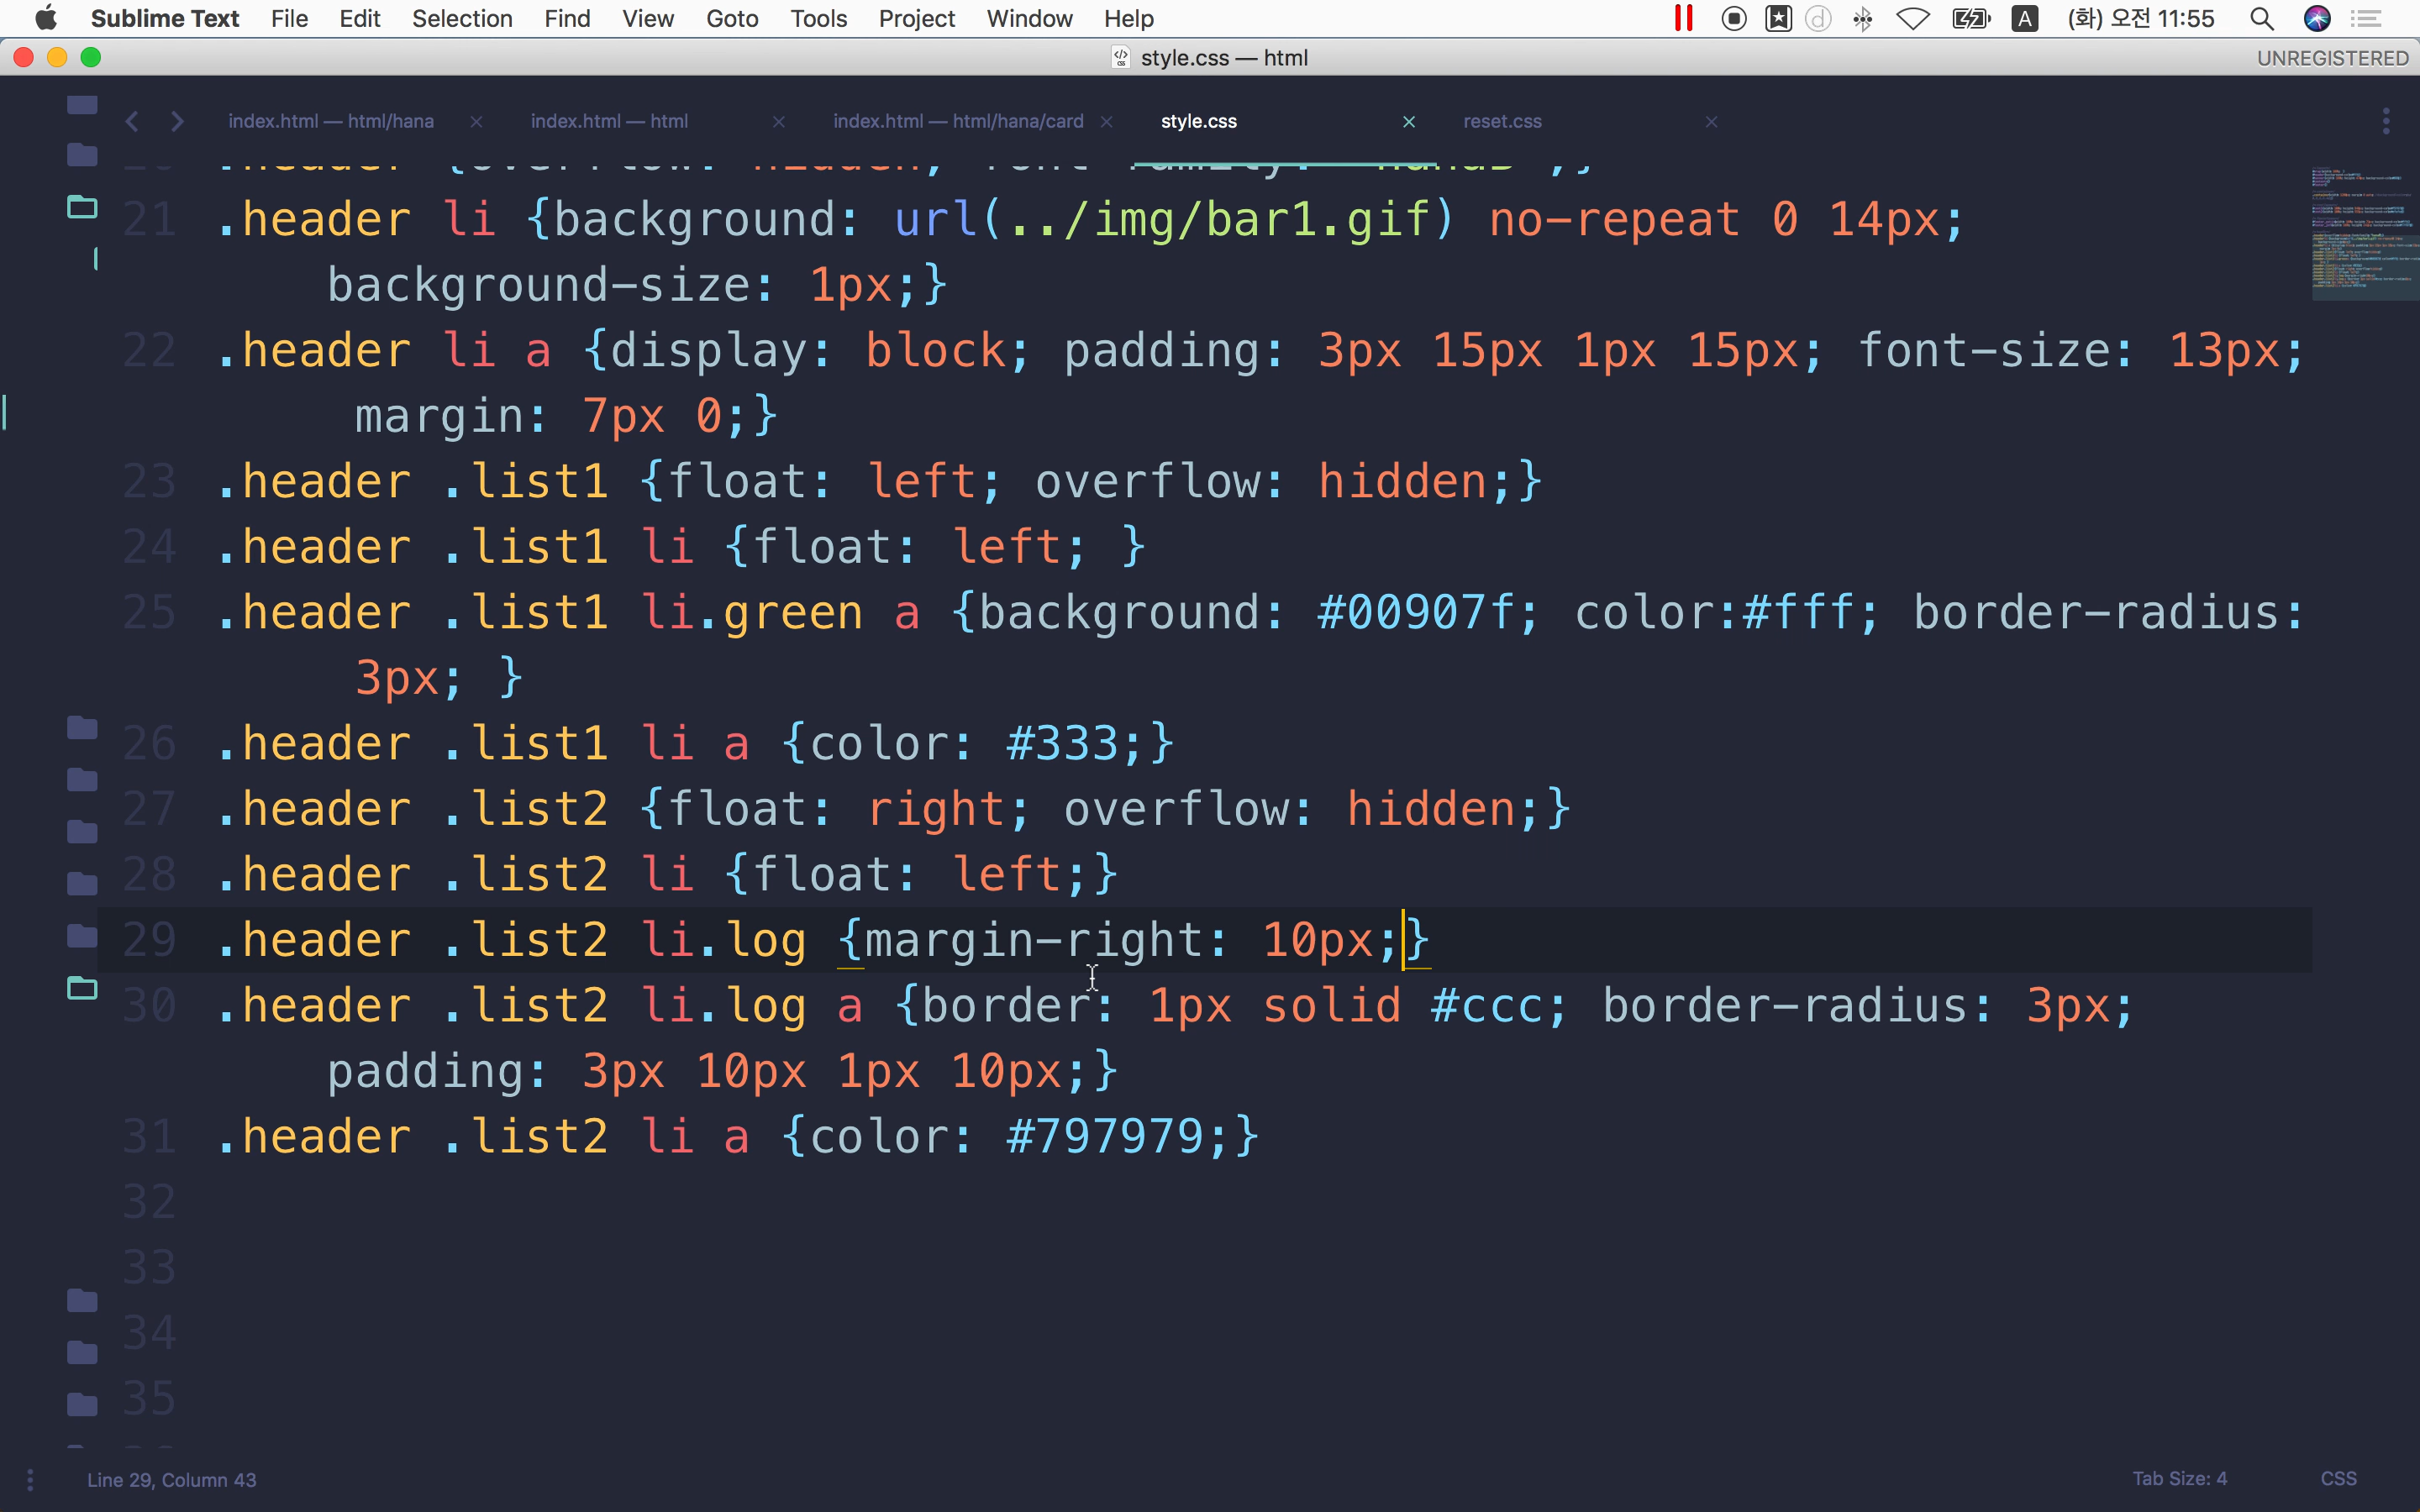 Sublime Text File Edit Selection Find View Goto Tools Project Window Help A (화) 오전 11:55
style.css — html UNREGISTERED
index.html — html/hana index.html — html index.html — html/hana/card style.css reset.css
21 .header li {background: url(../img/bar1.gif) no-repeat 0 14px;
background-size: 1px;}
22 .header li a {display: block; padding: 3px 15px 1px 15px; font-size: 13px;
margin: 7px 0;}
23 .header .list1 {float: left; overflow: hidden;}
24 .header .list1 li {float: left; }
25 .header .list1 li.green a {background: #00907f; color:#fff; border-radius:
3px; }
26 .header .list1 li a {color: #333;}
27 .header .list2 {float: right; overflow: hidden;}
28 .header .list2 li {float: left;}
29 .header .list2 li.log {margin-right: 10px;}
30 .header .list2 li.log a {border: 1px solid #ccc; border-radius: 3px;
padding: 3px 10px 1px 10px;}
31 .header .list2 li a {color: #797979;}
32
33
34
35
Line 29, Column 43 Tab Size: 4 CSS